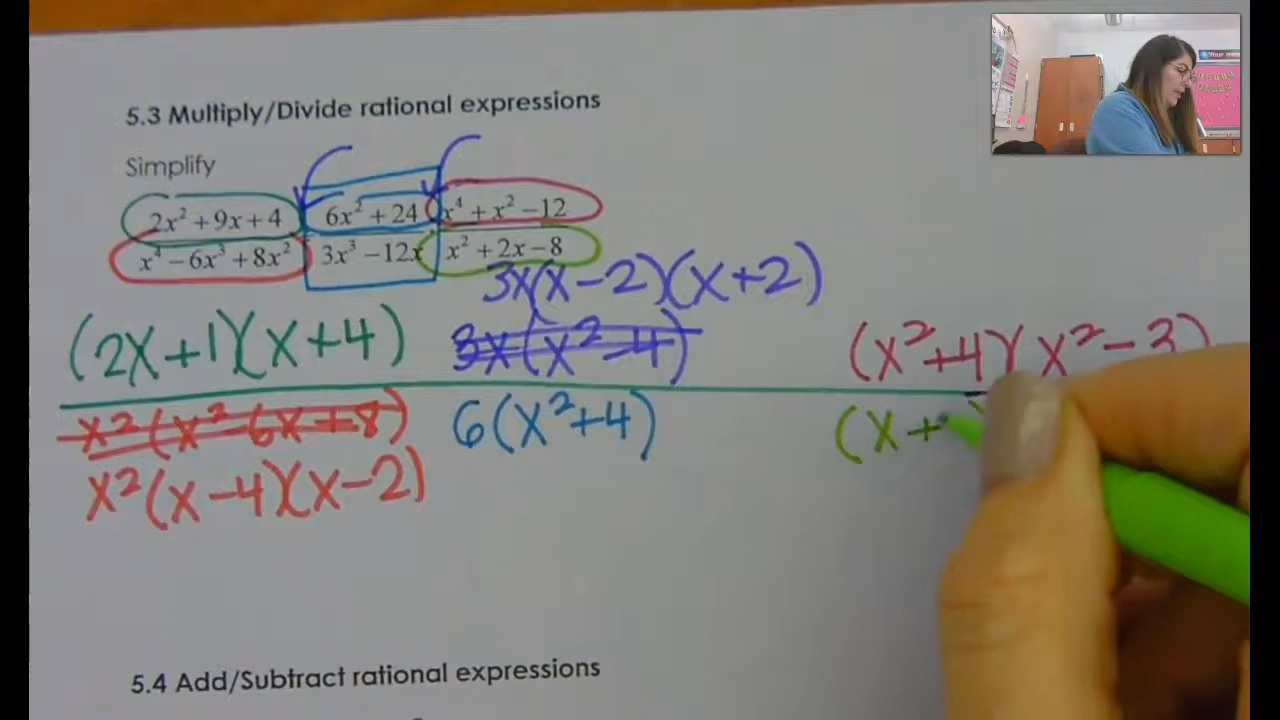 5.3 Multiply/Divide rational expressions
Simplify
2x² + 9x + 4 6x² + 24 x⁴ + x² − 12
x⁴ − 6x³ + 8x² 3x³ − 12x x² + 2x − 8
3x(x−2)(x+2)
(2x+1)(x+4) 3x(x²−4) (x²+4)(x²−3)
x²(x²−6x+8) 6(x²+4) (x+
x²(x−4)(x−2)
5.4 Add/Subtract rational expressions